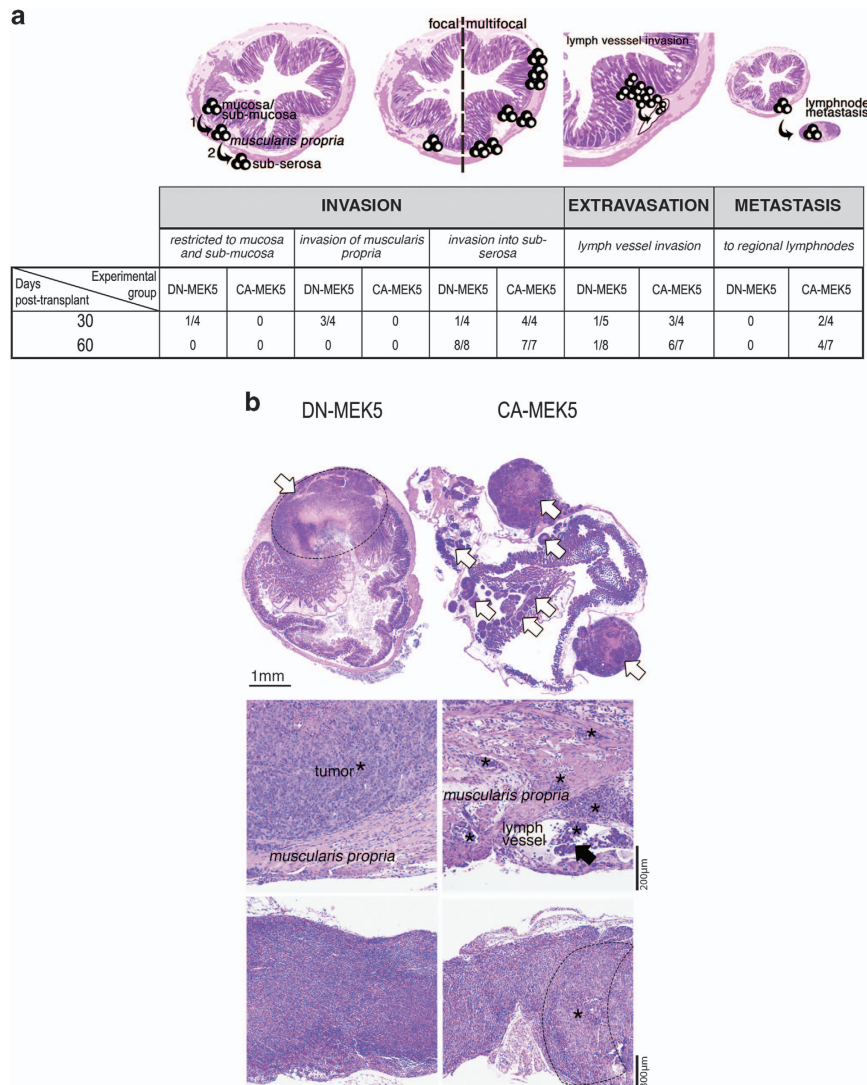 a
focal multifocal
lymph vesssel invasion
mucosa/
sub-mucosa
lymphnode
metastasis
1
muscularis propria
2
sub-serosa
INVASION EXTRAVASATION METASTASIS
restricted to mucosa and sub-mucosa invasion of muscularis propria invasion into sub-serosa lymph vessel invasion to regional lymphnodes
Days post-transplant Experimental group DN-MEK5 CA-MEK5 DN-MEK5 CA-MEK5 DN-MEK5 CA-MEK5 DN-MEK5 CA-MEK5 DN-MEK5 CA-MEK5
30 1/4 0 3/4 0 1/4 4/4 1/5 3/4 0 2/4
60 0 0 0 0 8/8 7/7 1/8 6/7 0 4/7
b
DN-MEK5 CA-MEK5
1mm
tumor *
muscularis propria
*
*
*
muscularis propria
*
lymph
vessel
*
*
200µm
*